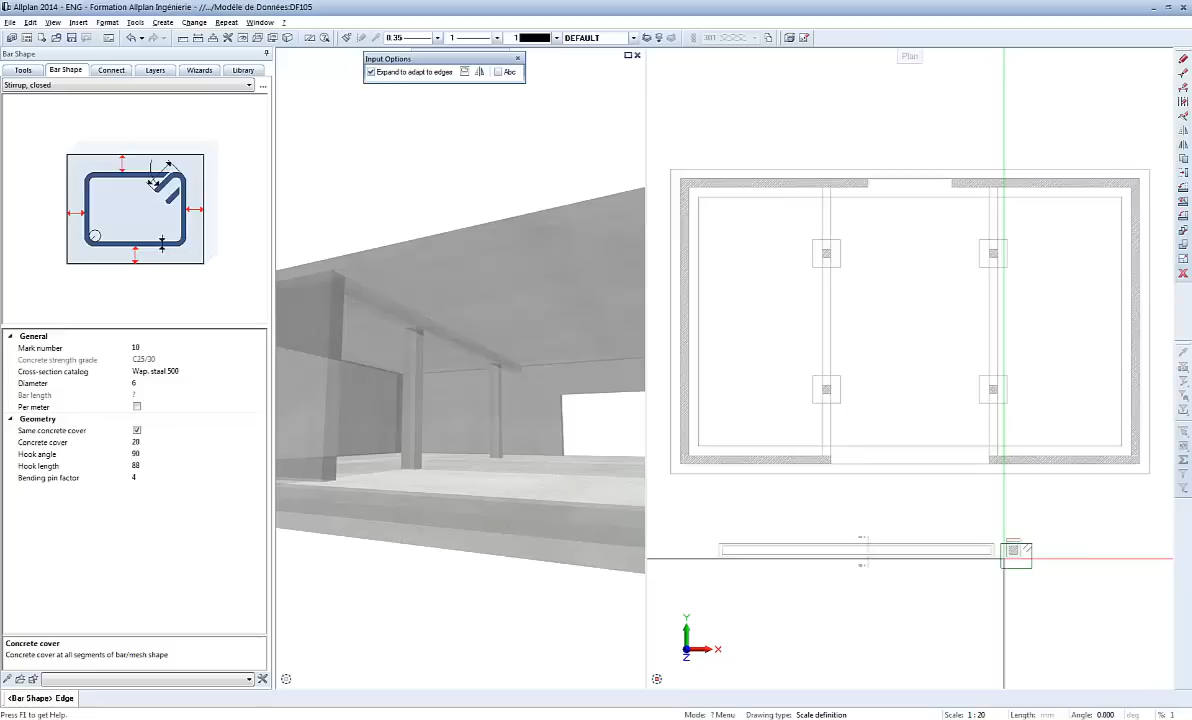 Allplan 2014 - ENG - Formation Allplan Ingénierie - //.../Modèle de Données:DF105
File Edit View Insert Format Tools Create Change Repeat Window ?
0.35 1 1 DEFAULT 301
Bar Shape
Tools Bar Shape Connect Layers Wizards Library
Stirrup, closed
...
Input Options
Expand to adapt to edges Abc
Plan
General
Mark number 10
Concrete strength grade C25/30
Cross-section catalog Wap. staal 500
Diameter 6
Bar length ?
Per meter
Geometry
Same concrete cover
Concrete cover 20
Hook angle 90
Hook length 88
Bending pin factor 4
Y
X
Z
Concrete cover
Concrete cover at all segments of bar/mesh shape
<Bar Shape> Edge
Press F1 to get Help.
Mode: ? Menu Drawing type: Scale definition Scale: 1 : 20 Length: mm Angle: 0.000 deg %: 1